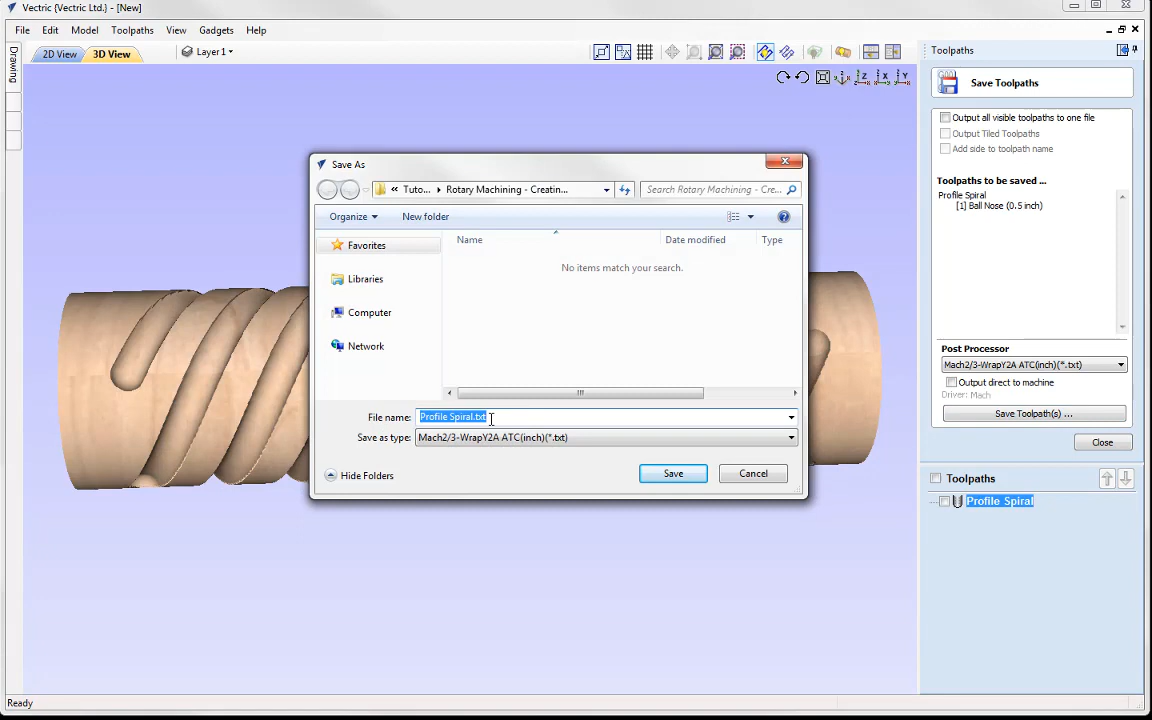 Vectric {Vectric Ltd.} - [New]
File Edit Model Toolpaths View Gadgets Help
Drawing
2D View
3D View
Layer 1
Z X Y
Save As
« Tuto... Rotary Machining - Creatin...
Search Rotary Machining - Cre...
Organize
New folder
Favorites
Libraries
Computer
Network
Name
Date modified
Type
No items match your search.
File name: Profile Spiral.txt
Save as type: Mach2/3-WrapY2A ATC(inch)(*.txt)
Hide Folders
Save
Cancel
Toolpaths
Save Toolpaths
Output all visible toolpaths to one file
Output Tiled Toolpaths
Add side to toolpath name
Toolpaths to be saved ...
Profile Spiral
[1] Ball Nose (0.5 inch)
Post Processor
Mach2/3-WrapY2A ATC(inch)(*.txt)
Output direct to machine
Driver: Mach
Save Toolpath(s) ...
Close
Toolpaths
Profile Spiral
Ready